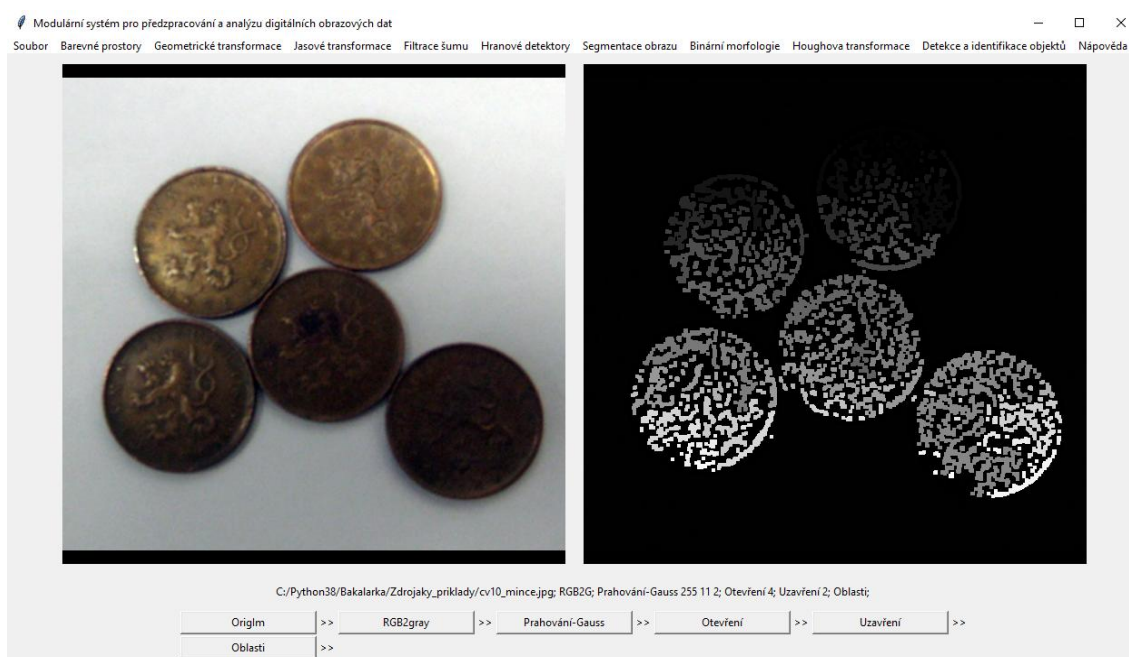 Modulární systém pro předzpracování a analýzu digitálních obrazových dat
Soubor Barevné prostory Geometrické transformace Jasové transformace Filtrace šumu Hranové detektory Segmentace obrazu Binární morfologie Houghova transformace Detekce a identifikace objektů Nápověda
C:/Python38/Bakalarka/Zdrojaky_priklady/cv10_mince.jpg; RGB2G; Prahování-Gauss 255 11 2; Otevření 4; Uzavření 2; Oblasti;
OrigIm >> RGB2gray >> Prahování-Gauss >> Otevření >> Uzavření >>
Oblasti >>